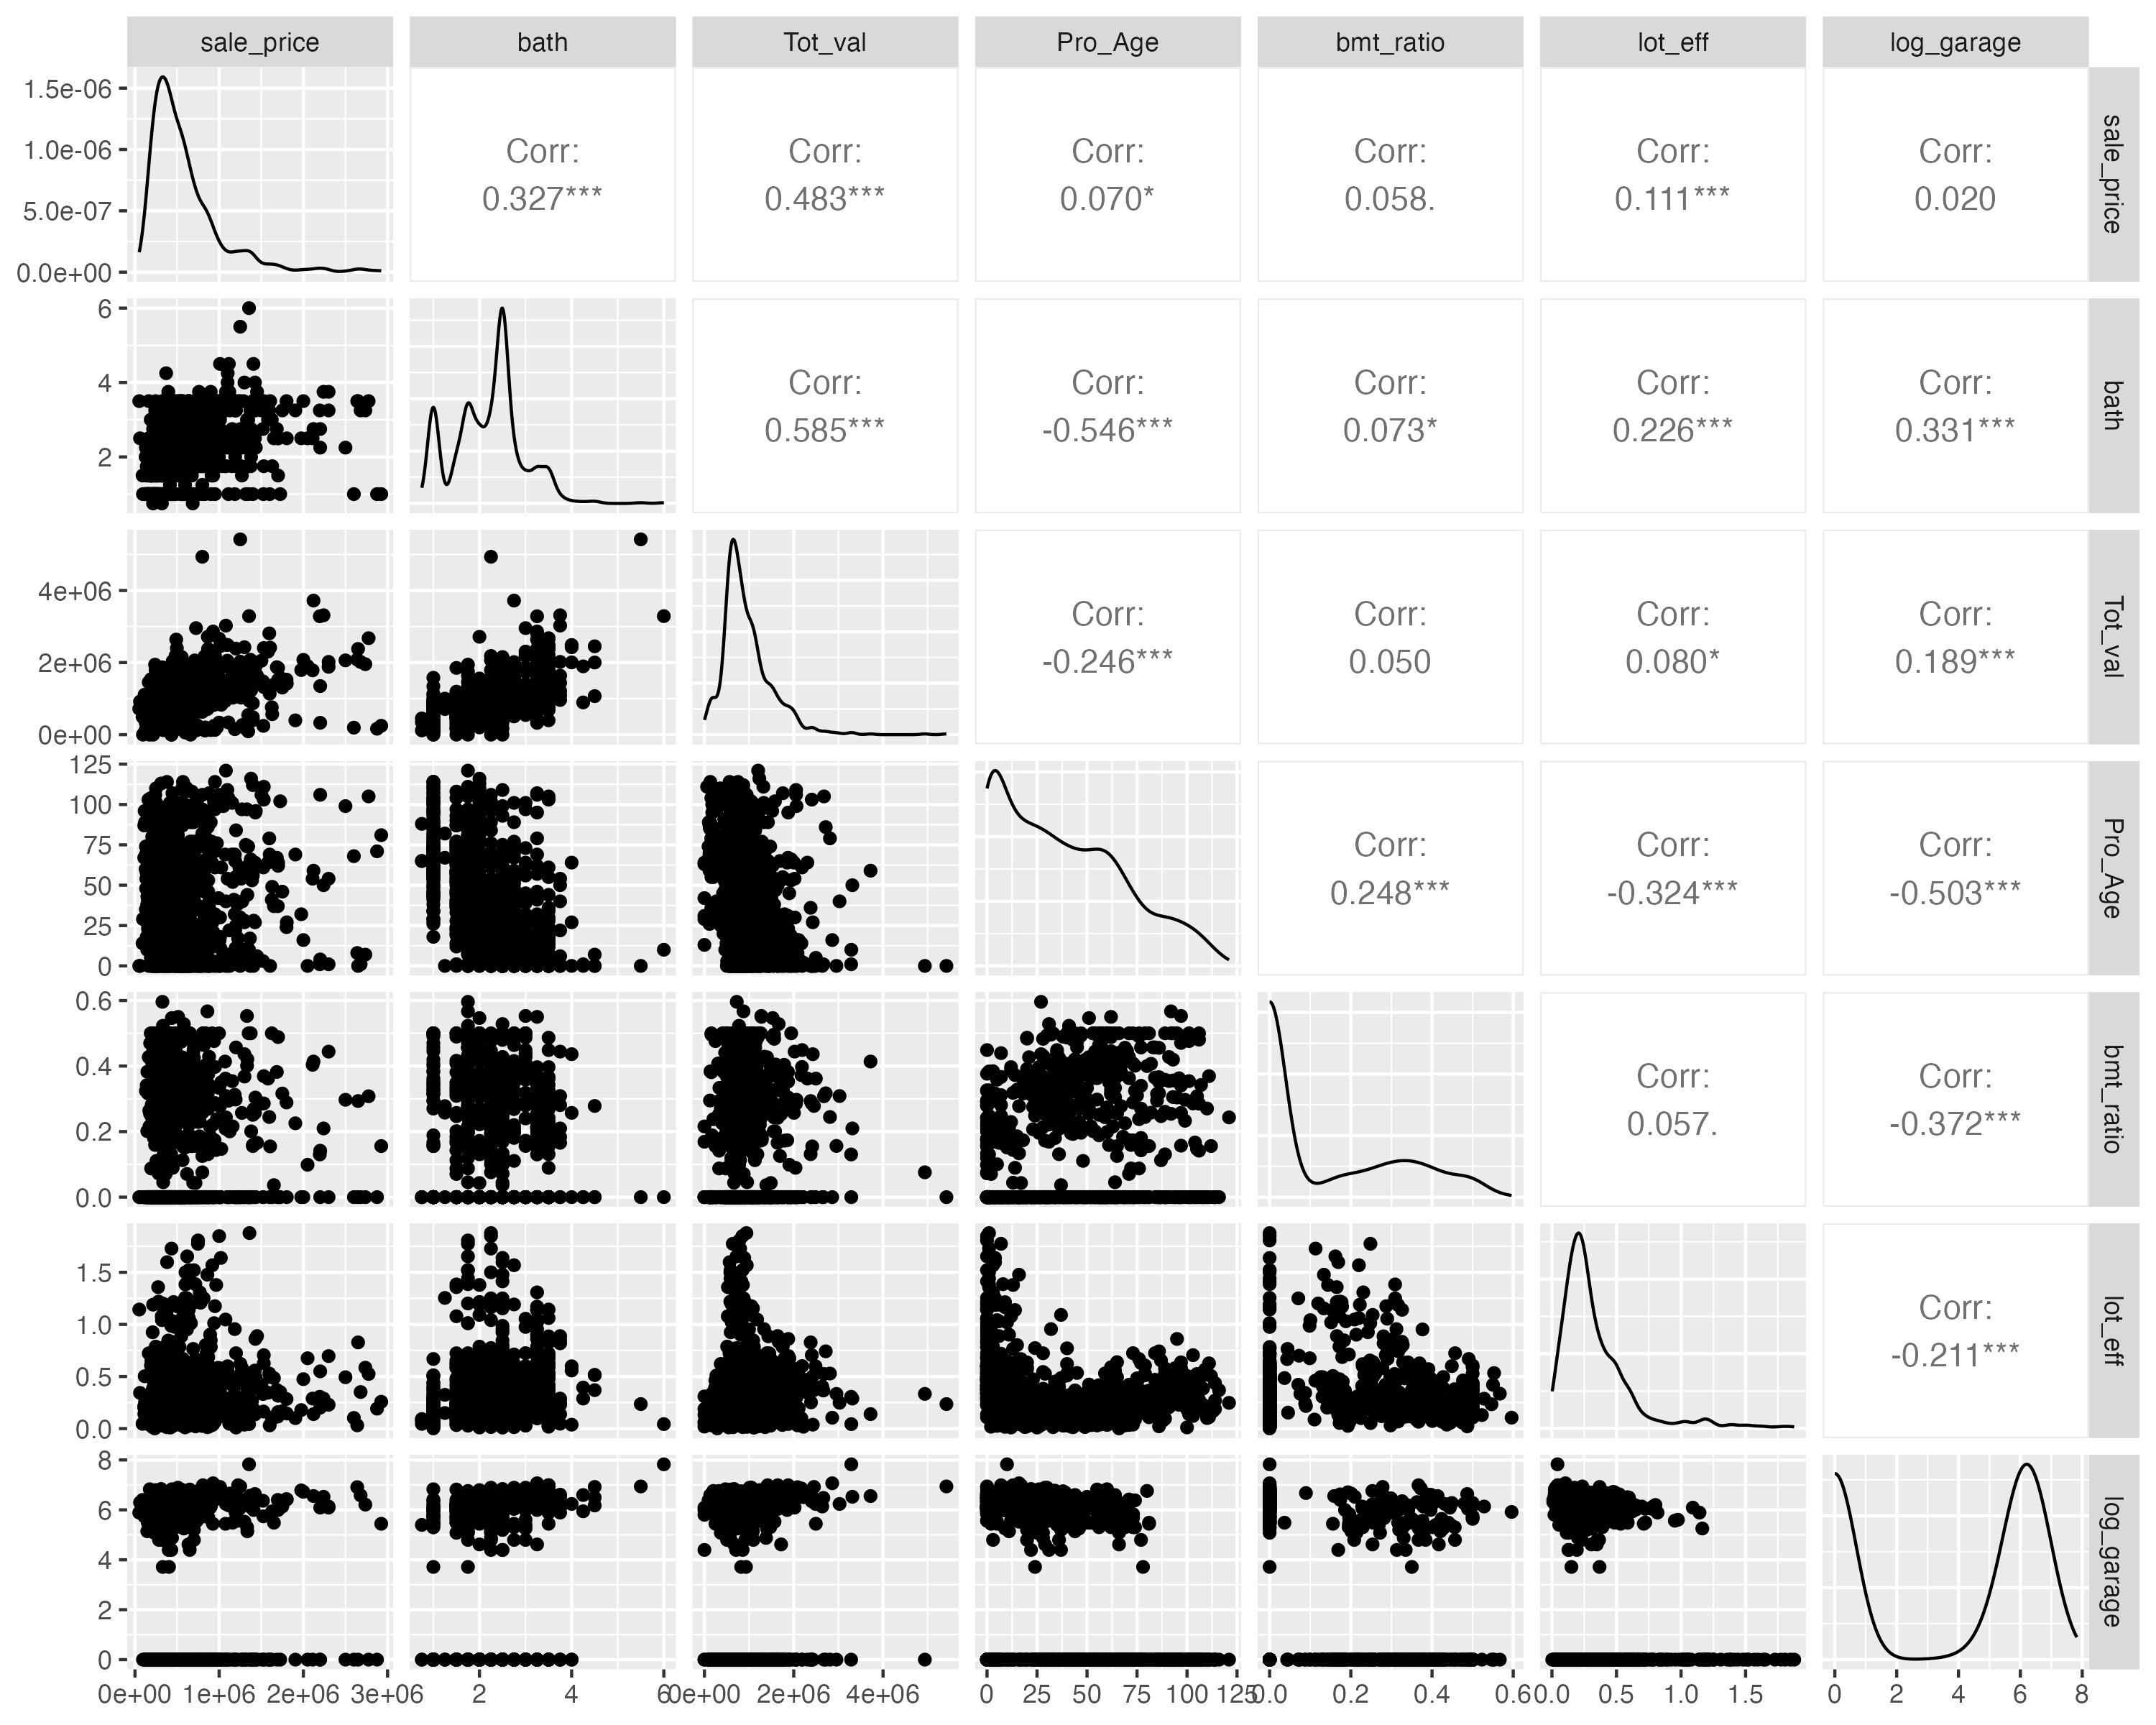 sale_price bath Tot_val Pro_Age bmt_ratio lot_eff log_garage
1.5e-06
1.0e-06
5.0e-07
0.0e+00
Corr:
0.327***
Corr:
0.483***
Corr:
0.070*
Corr:
0.058.
Corr:
0.111***
Corr:
0.020
sale_price
6
4
2
Corr:
0.585***
Corr:
-0.546***
Corr:
0.073*
Corr:
0.226***
Corr:
0.331***
bath
4e+06
2e+06
0e+00
Corr:
-0.246***
Corr:
0.050
Corr:
0.080*
Corr:
0.189***
Tot_val
125
100
75
50
25
0
Corr:
0.248***
Corr:
-0.324***
Corr:
-0.503***
Pro_Age
0.6
0.4
0.2
0.0
Corr:
0.057.
Corr:
-0.372***
bmt_ratio
1.5
1.0
0.5
0.0
Corr:
-0.211***
lot_eff
8
6
4
2
0
log_garage
0e+00 1e+06 2e+06 3e+06 2 4 6 0e+00 2e+06 4e+06 0 25 50 75 100 125 0.0 0.2 0.4 0.6 0.0 0.5 1.0 1.5 0 2 4 6 8